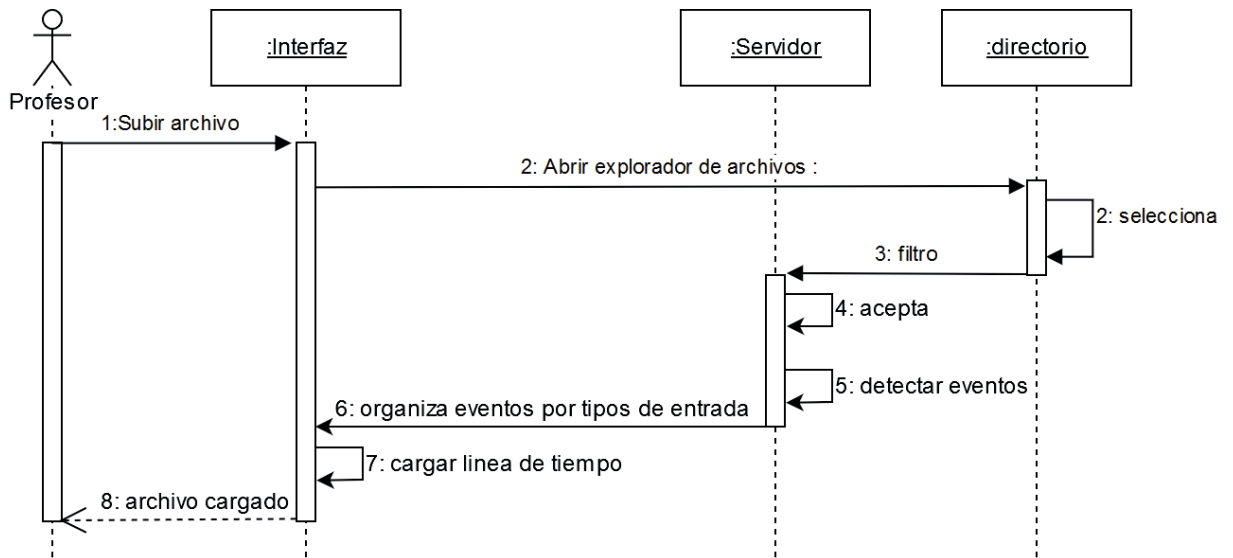 :Interfaz
:Servidor
:directorio
Profesor
1:Subir archivo
2: Abrir explorador de archivos :
2: selecciona
3: filtro
4: acepta
5: detectar eventos
6: organiza eventos por tipos de entrada
7: cargar linea de tiempo
8: archivo cargado